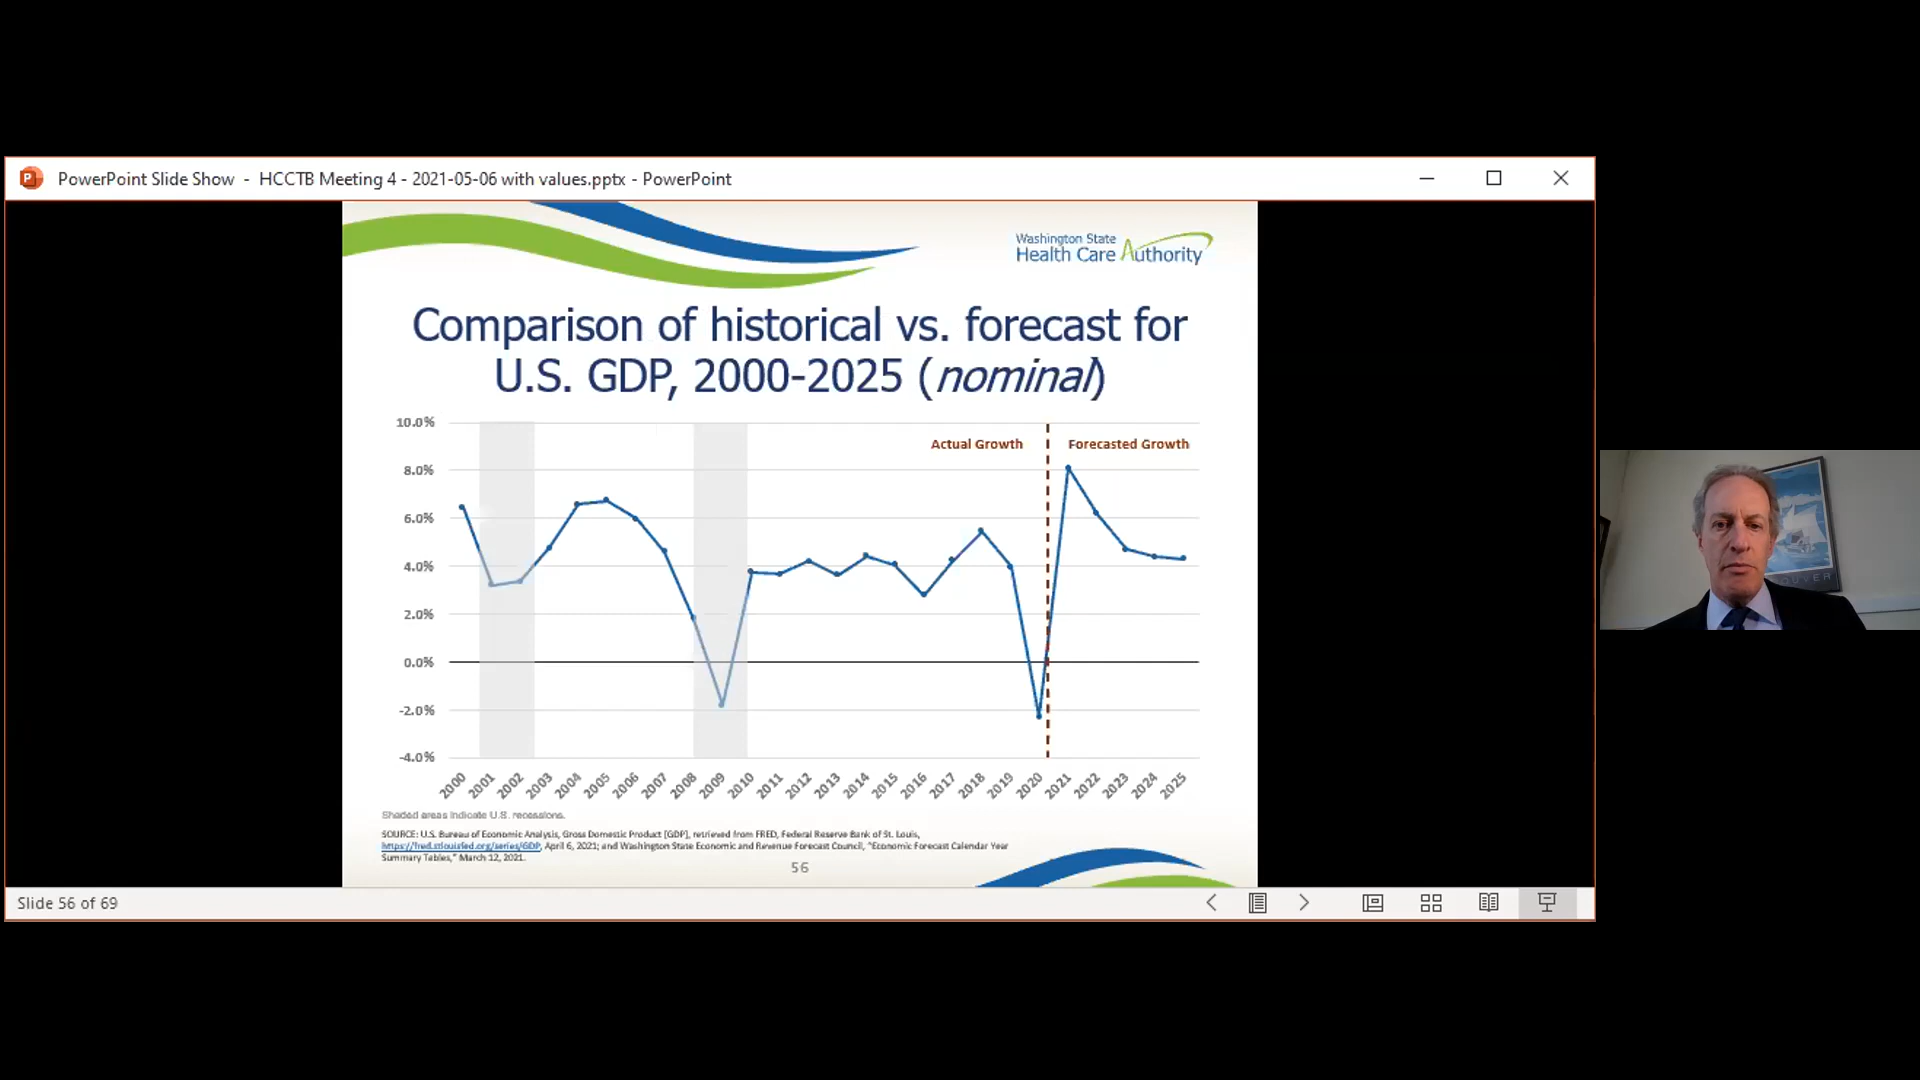 PowerPoint Slide Show - HCCTB Meeting 4 - 2021-05-06 with values.pptx - PowerPoint
Washington State
Health Care Authority
Comparison of historical vs. forecast for
U.S. GDP, 2000-2025 (nominal)
10.0%
8.0%
6.0%
4.0%
2.0%
0.0%
-2.0%
-4.0%
Actual Growth
Forecasted Growth
2000 2001 2002 2003 2004 2005 2006 2007 2008 2009 2010 2011 2012 2013 2014 2015 2016 2017 2018 2019 2020 2021 2022 2023 2024 2025
Shaded areas indicate U.S. recessions.
SOURCE: U.S. Bureau of Economic Analysis, Gross Domestic Product [GDP], retrieved from FRED, Federal Reserve Bank of St. Louis,
https://fred.stlouisfed.org/series/GDP, April 6, 2021; and Washington State Economic and Revenue Forecast Council, "Economic Forecast Calendar Year
Summary Tables," March 12, 2021.
56
Slide 56 of 69